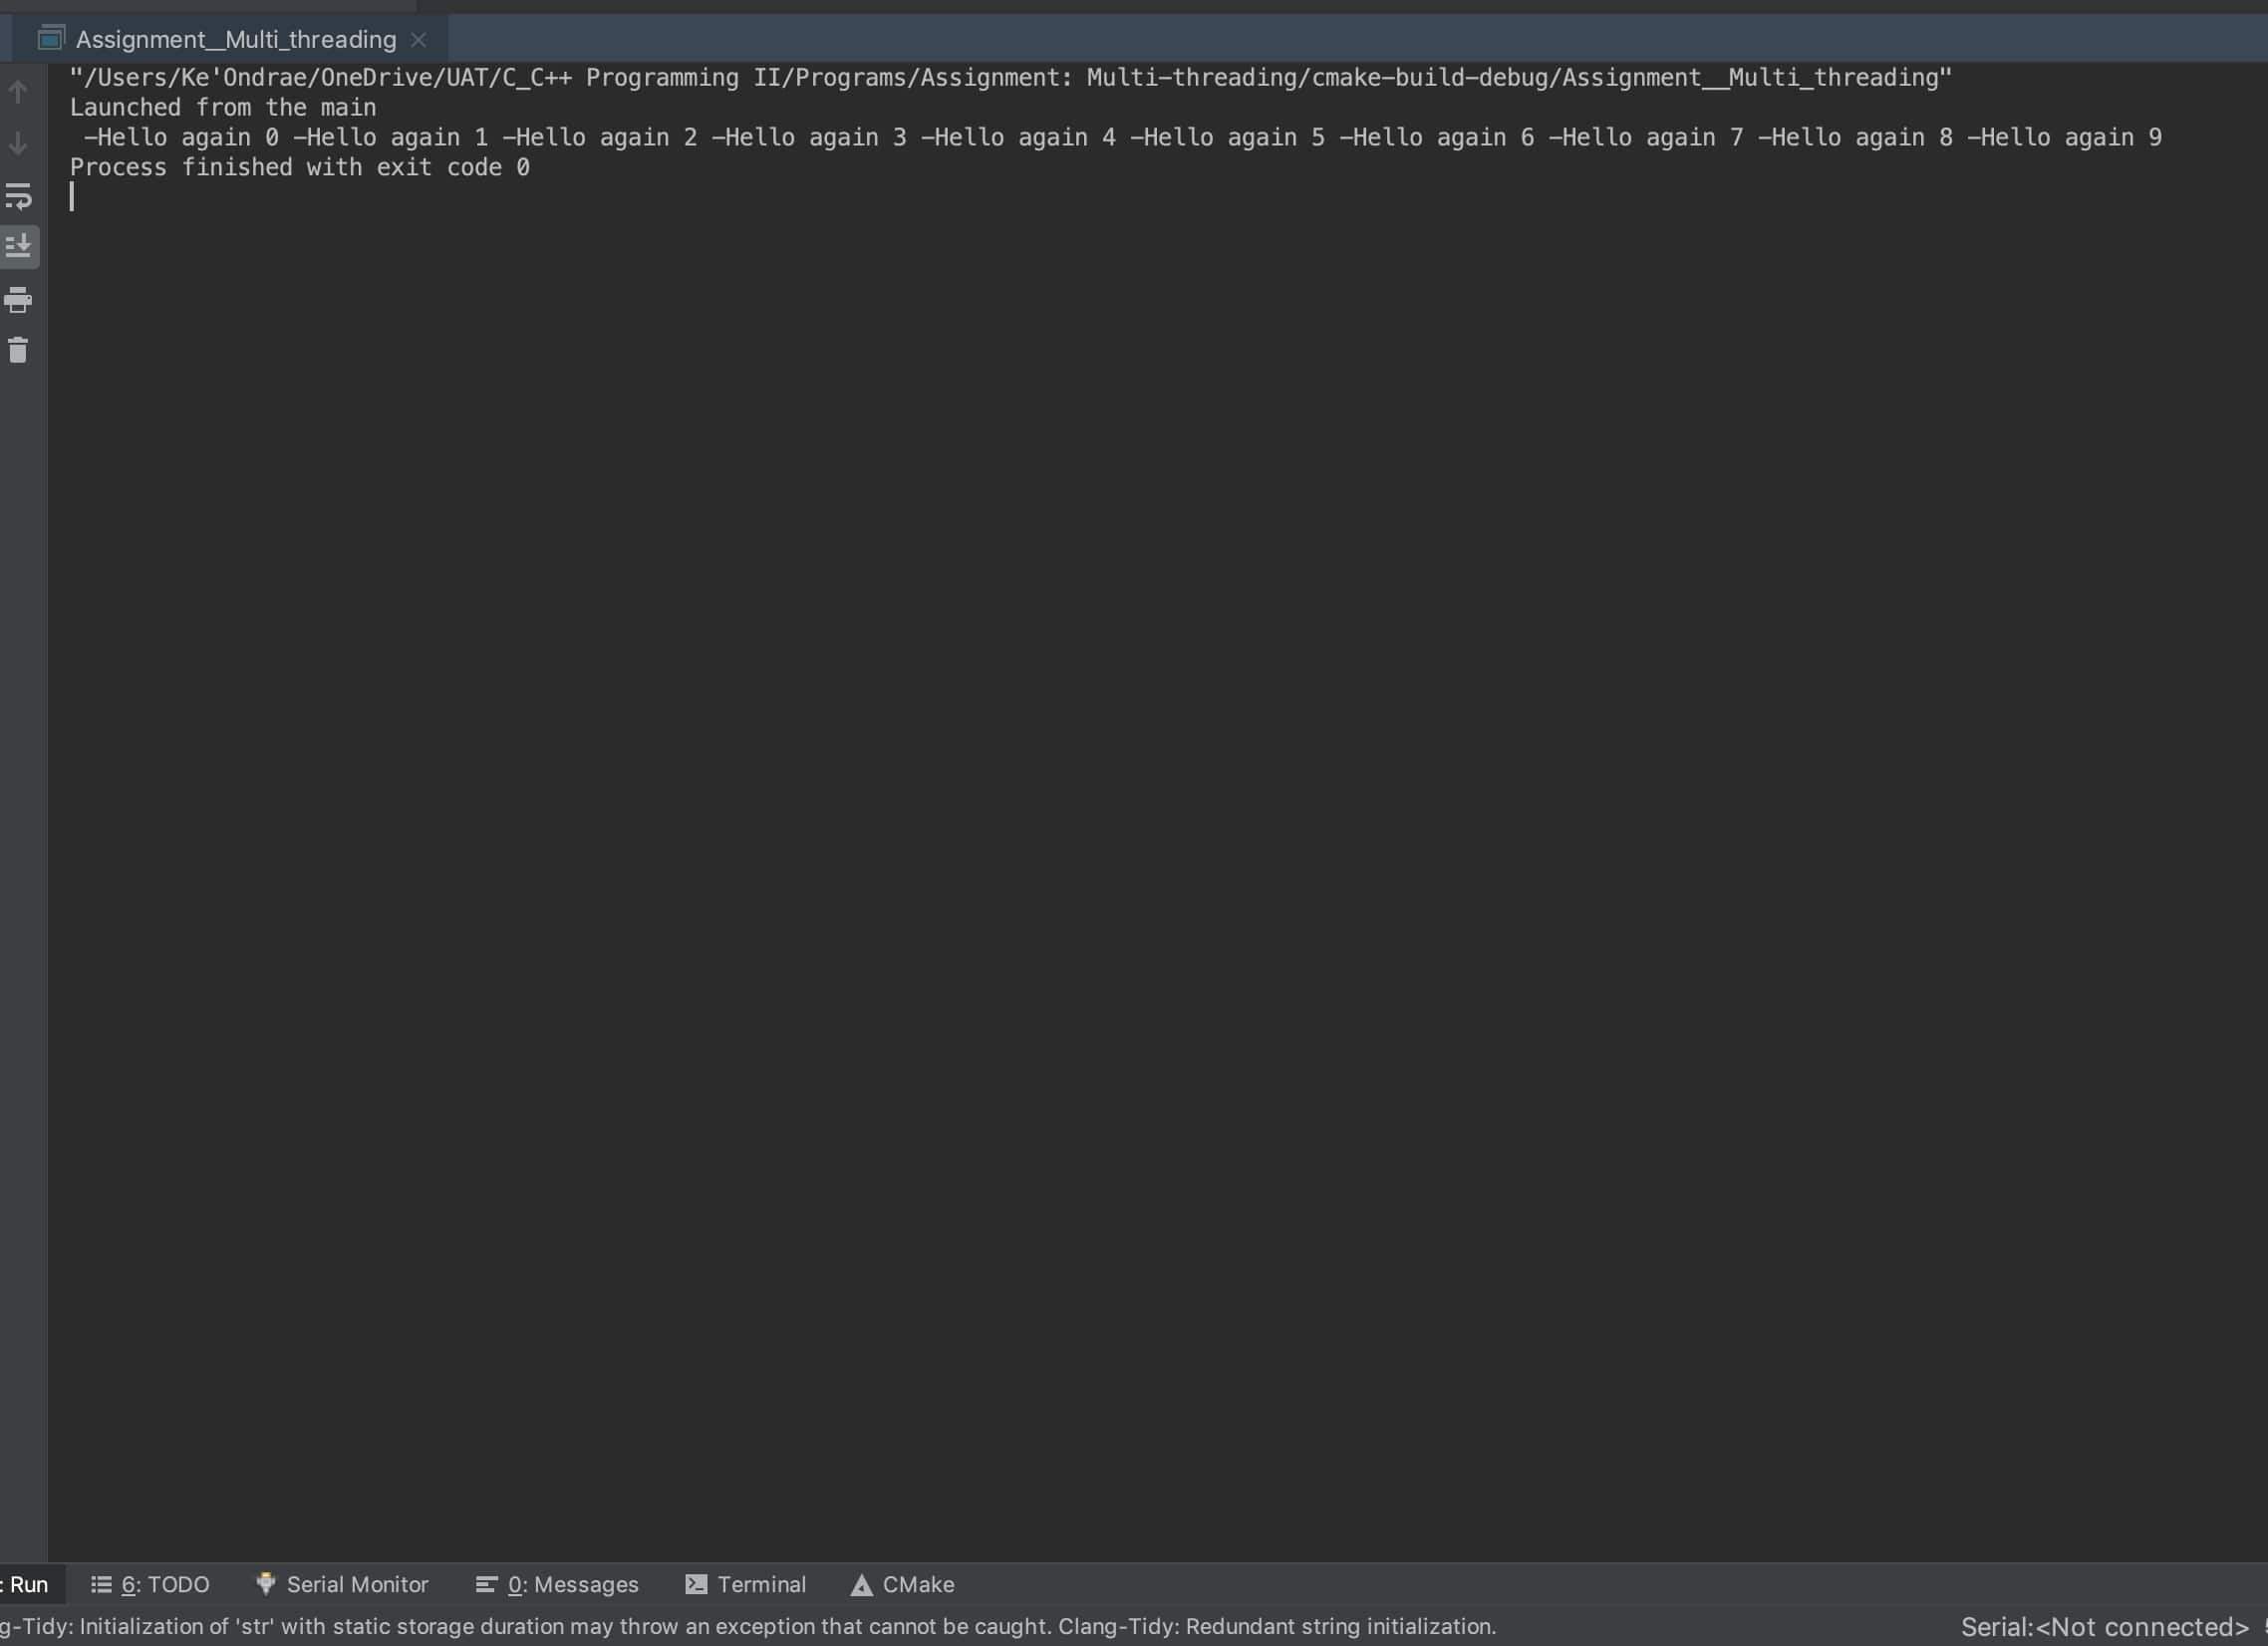 Assignment__Multi_threading
"/Users/Ke'Ondrae/OneDrive/UAT/C_C++ Programming II/Programs/Assignment: Multi-threading/cmake-build-debug/Assignment__Multi_threading"
Launched from the main
-Hello again 0 -Hello again 1 -Hello again 2 -Hello again 3 -Hello again 4 -Hello again 5 -Hello again 6 -Hello again 7 -Hello again 8 -Hello again 9
Process finished with exit code 0
: Run 6: TODO Serial Monitor 0: Messages Terminal CMake
g-Tidy: Initialization of 'str' with static storage duration may throw an exception that cannot be caught. Clang-Tidy: Redundant string initialization. Serial:<Not connected>